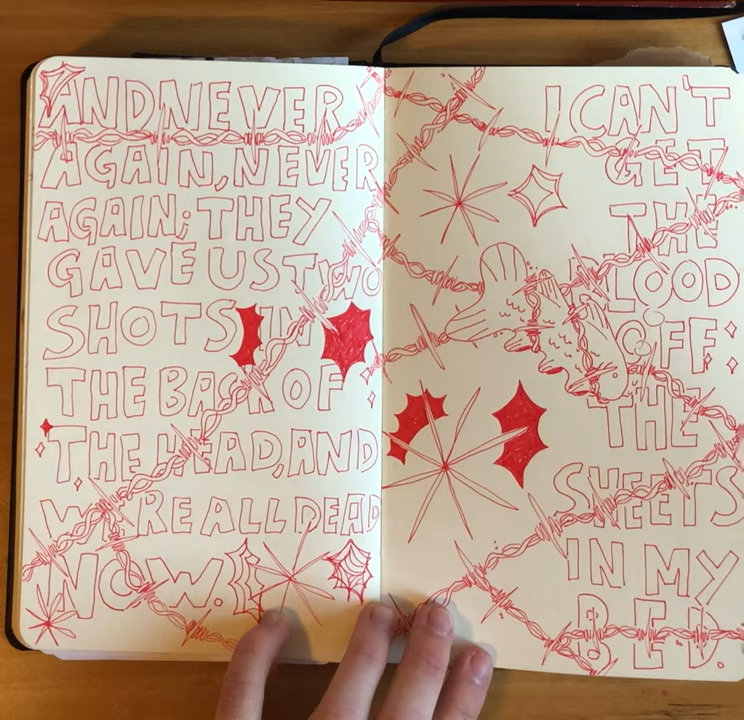 AND NEVER
AGAIN, NEVER
AGAIN; THEY
GAVE US TWO
SHOTS IN
THE BACK OF
THE HEAD, AND
WE'RE ALL DEAD
NOW.
I CAN'T
GET
THE
BLOOD
OFF
THE
SHEETS
IN MY
BED.